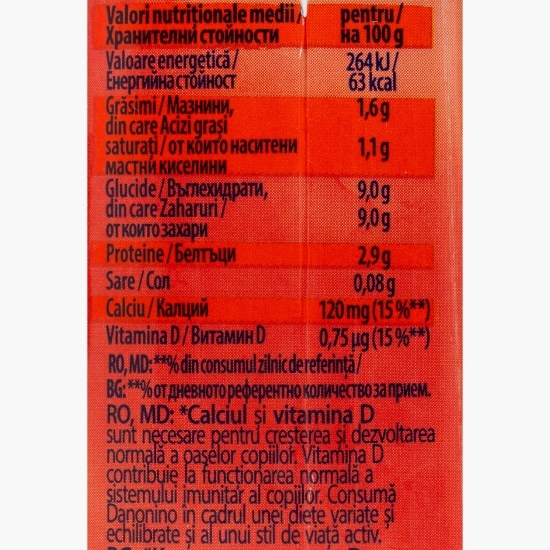 Valori nutriționale medii / pentru /
Хранителни стойности на 100 g
Valoare energetică / 264 kJ /
Енергийна стойност 63 kcal
Grăsimi / Мазнини, 1,6 g
din care Acizi grași
saturați / от които наситени 1,1 g
мастни киселини
Glucide / Въглехидрати, 9,0 g
din care Zaharuri / 9,0 g
от които захари
Proteine / Белтъци 2,9 g
Sare / Сол 0,08 g
Calciu / Калций 120 mg (15 %**)
Vitamina D / Витамин D 0,75 µg (15 %**)
RO, MD: **% din consumul zilnic de referință /
BG: **% от дневното референтно количество за прием.
RO, MD: *Calciul și vitamina D
sunt necesare pentru creșterea și dezvoltarea
normală a oaselor copiilor. Vitamina D
contribuie la funcționarea normală a
sistemului imunitar al copiilor. Consumă
Danonino în cadrul unei diete variate și
echilibrate și al unui stil de viață activ.